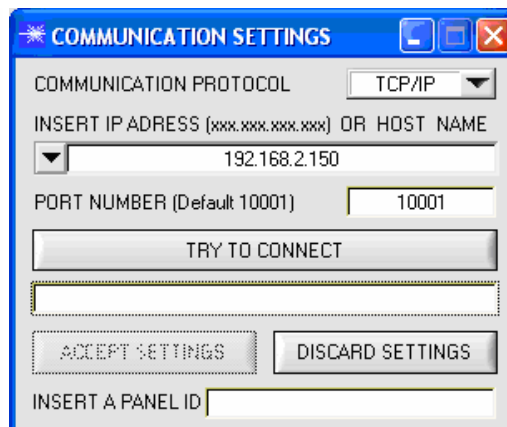 COMMUNICATION SETTINGS
COMMUNICATION PROTOCOL TCP/IP
INSERT IP ADRESS (xxx.xxx.xxx.xxx) OR HOST NAME
192.168.2.150
PORT NUMBER (Default 10001) 10001
TRY TO CONNECT
ACCEPT SETTINGS DISCARD SETTINGS
INSERT A PANEL ID